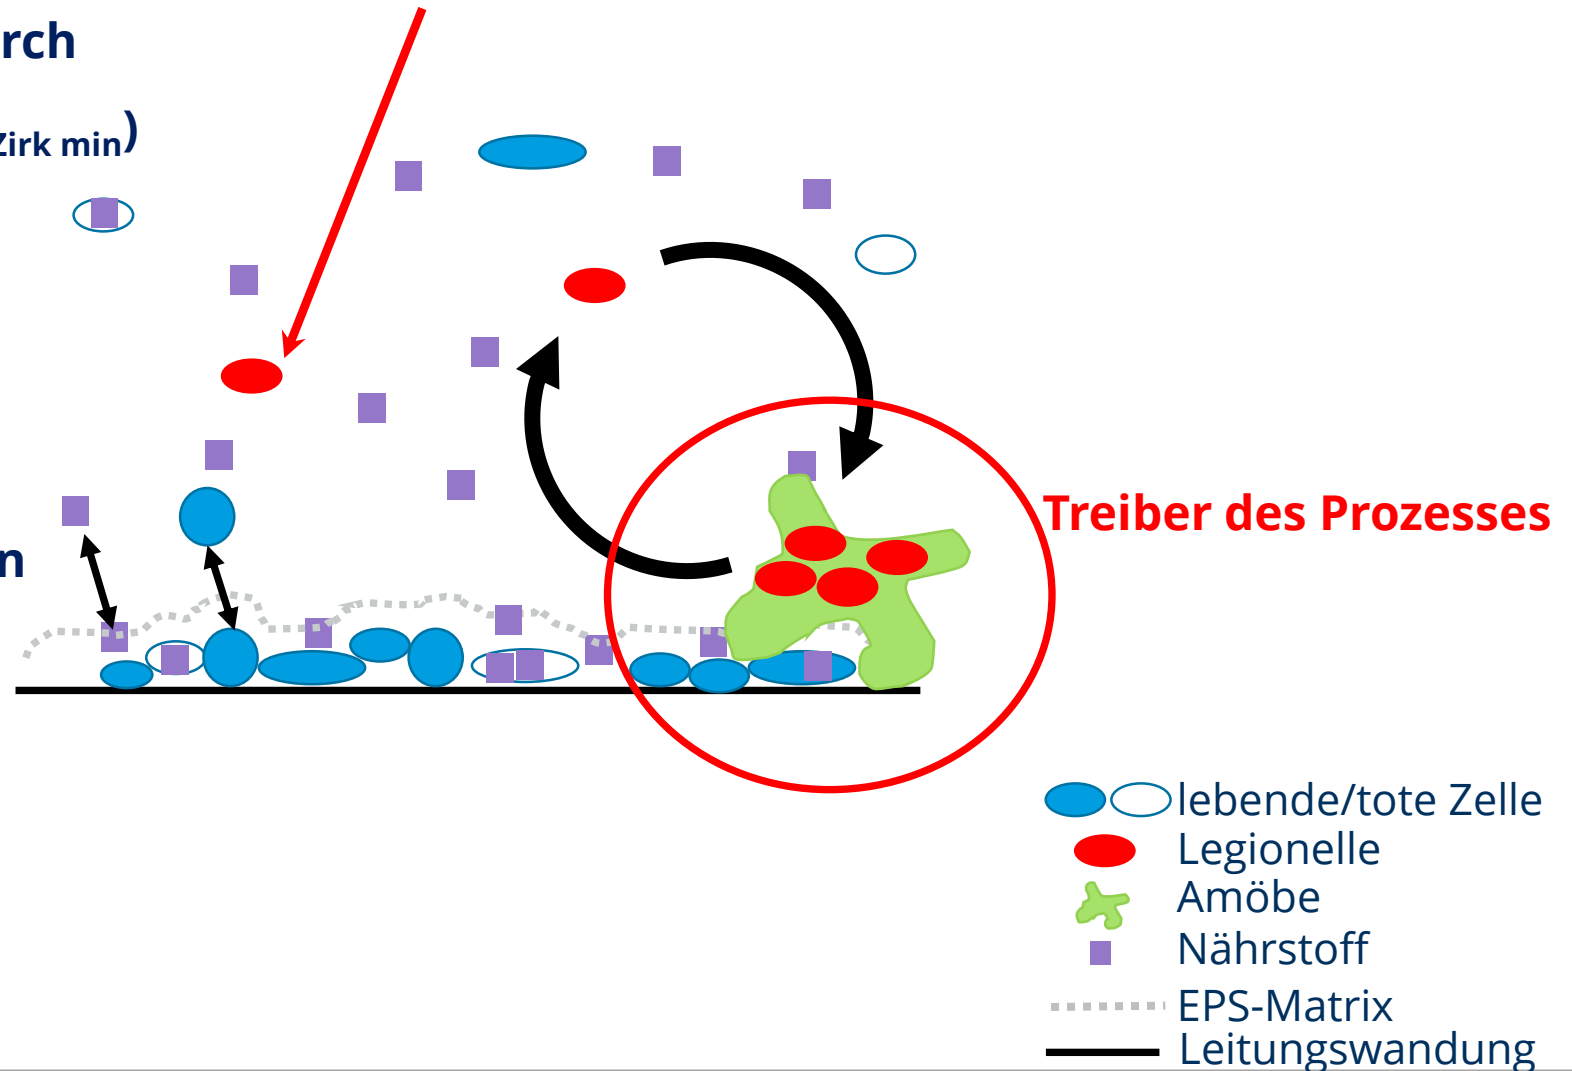 rch
Zirk min)
n
Treiber des Prozesses
lebende/tote Zelle
Legionelle
Amöbe
Nährstoff
EPS-Matrix
Leitungswandung